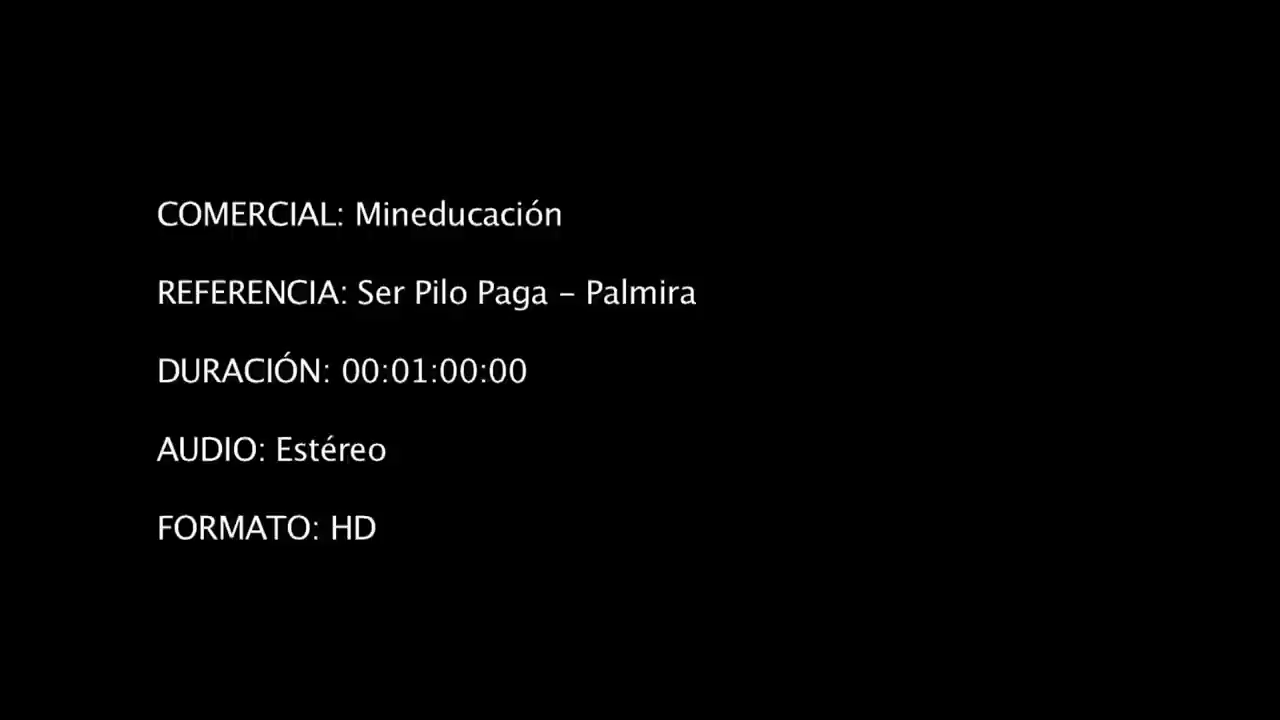 COMERCIAL: Mineducación
REFERENCIA: Ser Pilo Paga - Palmira
DURACIÓN: 00:01:00:00
AUDIO: Estéreo
FORMATO: HD